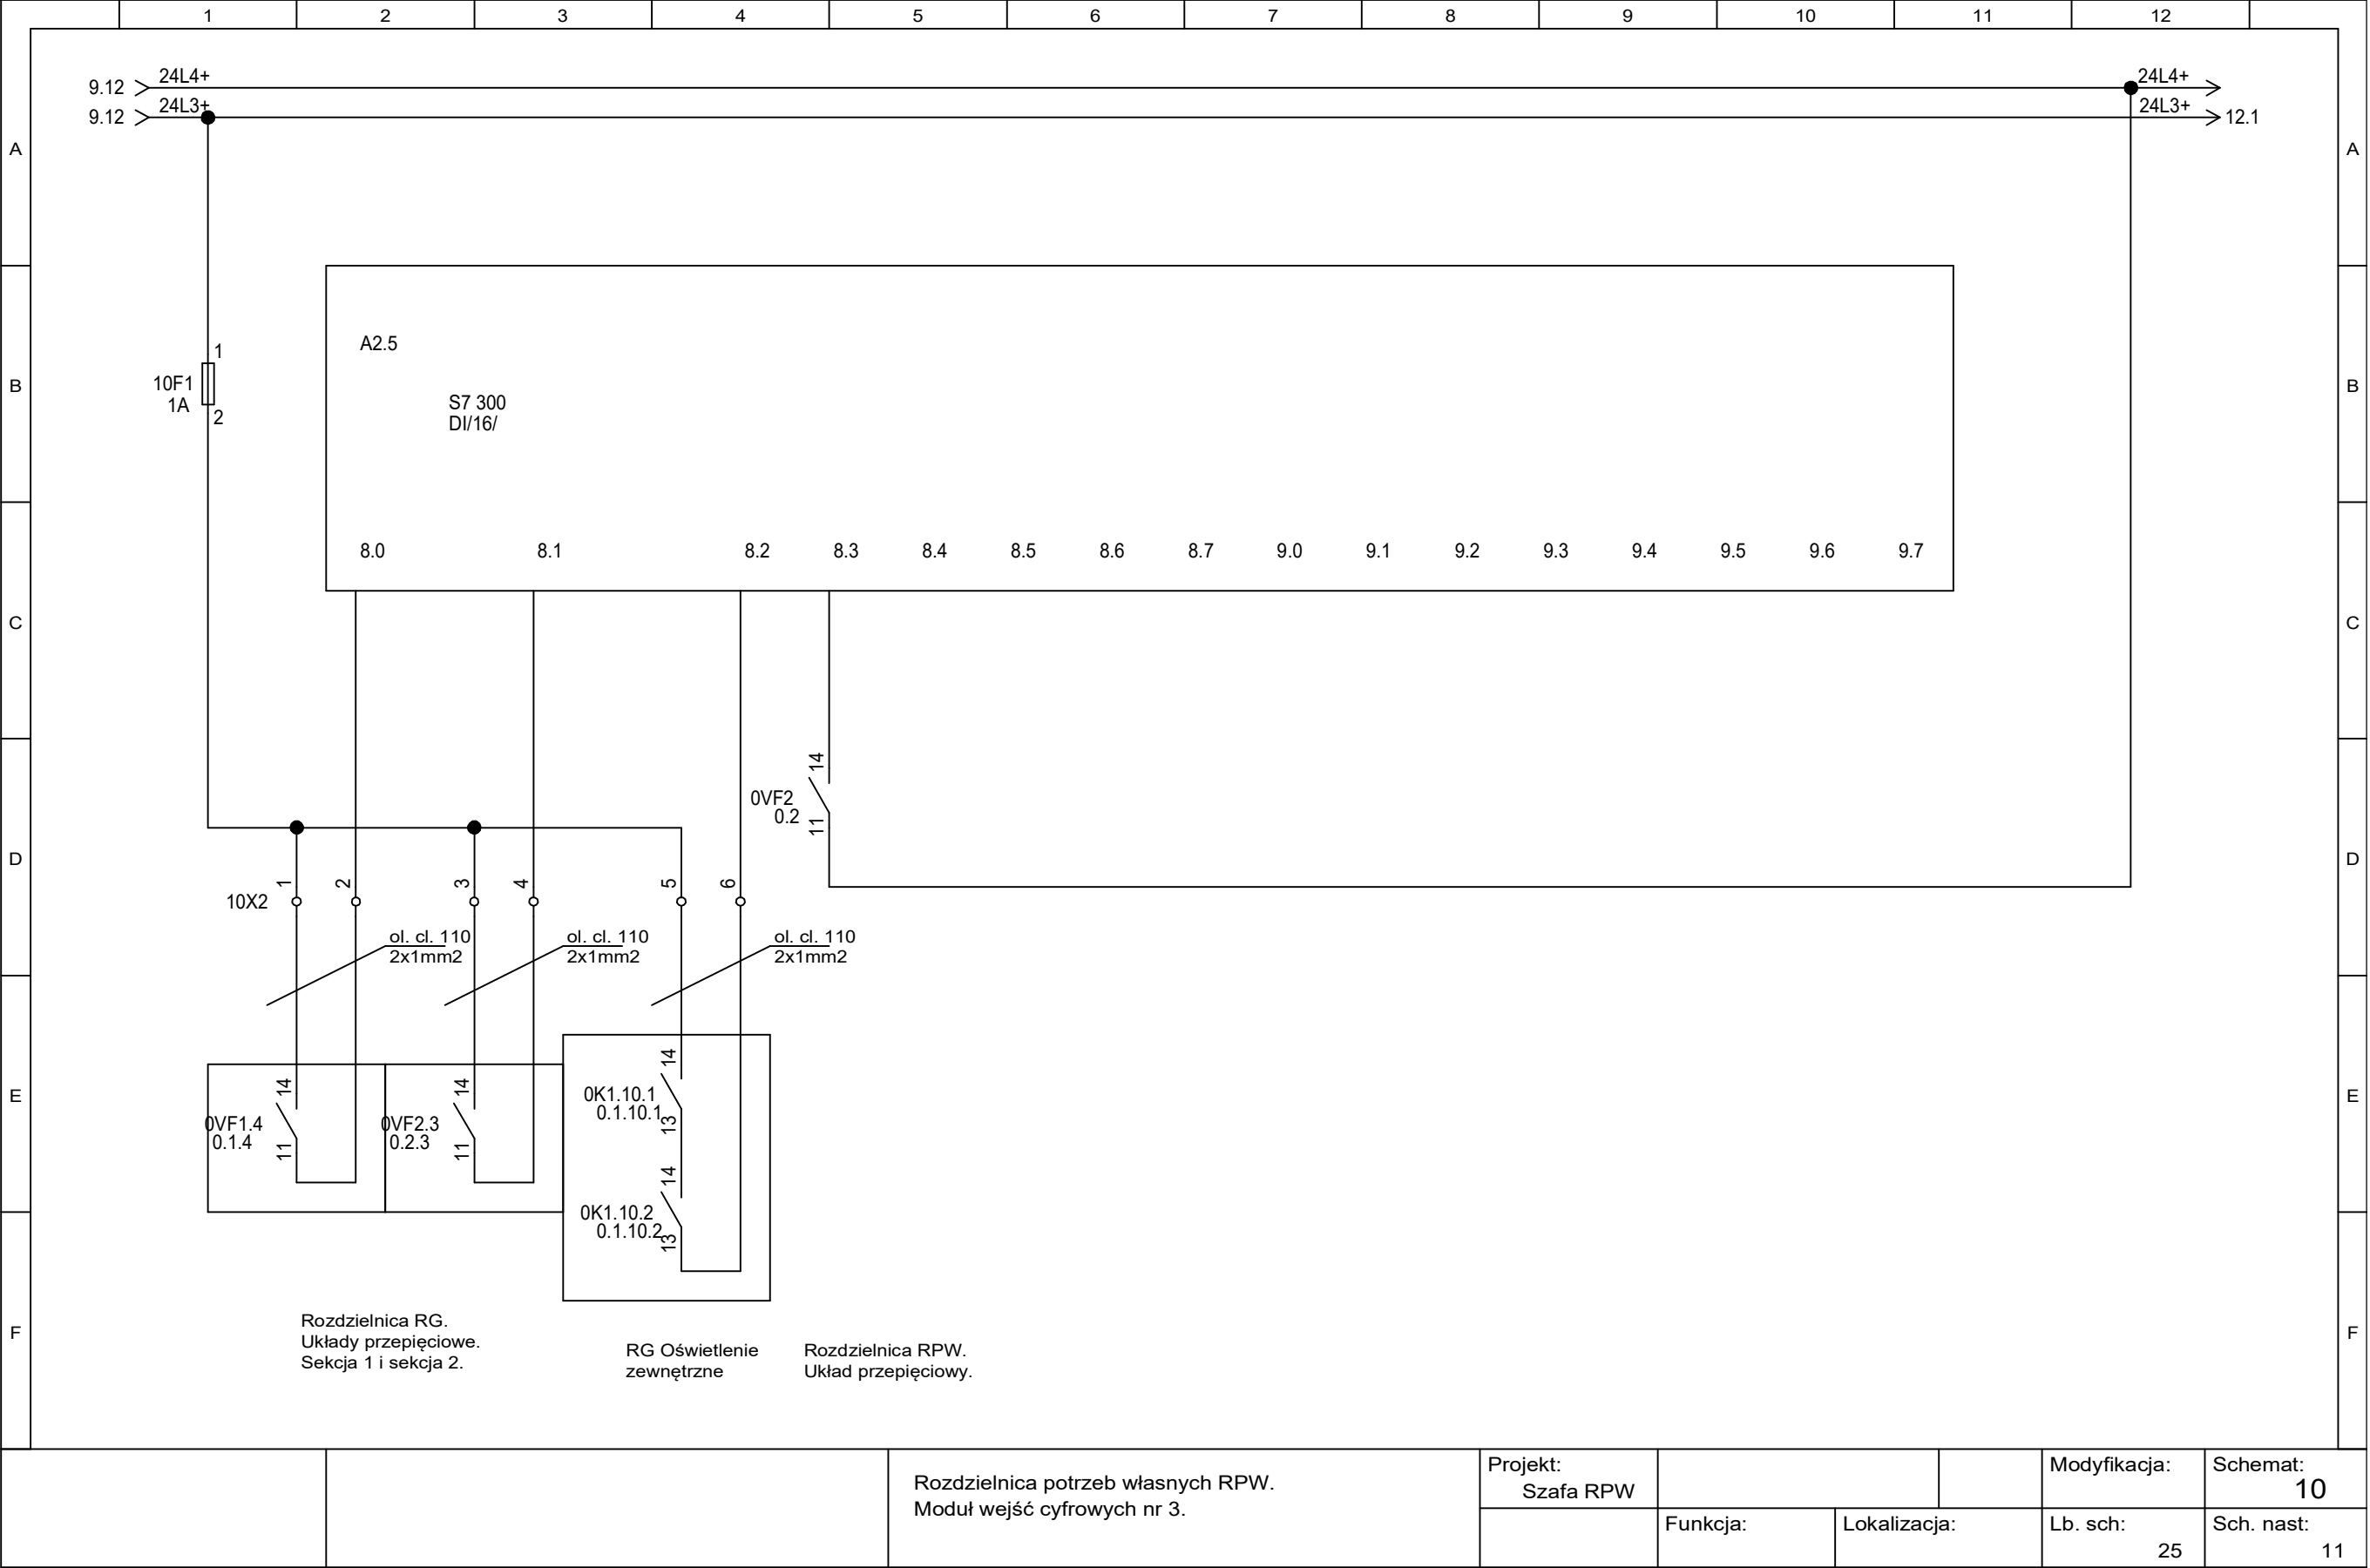 1 2 3 4 5 6 7 8 9 10 11 12
9.12 24L4+ 24L4+
9.12 24L3+ 24L3+ 12.1
A A
A2.5
1
10F1
1A
2
B B
S7 300
DI/16/
8.0 8.1 8.2 8.3 8.4 8.5 8.6 8.7 9.0 9.1 9.2 9.3 9.4 9.5 9.6 9.7
C C
14
0VF2
0.2
11
D D
10X2 1 2 3 4 5 6
ol. cl. 110
2x1mm2
ol. cl. 110
2x1mm2
ol. cl. 110
2x1mm2
E E
14
0VF1.4
0.1.4
11
14
0VF2.3
0.2.3
11
14
0K1.10.1
0.1.10.1
13
14
0K1.10.2
0.1.10.2
13
F F
Rozdzielnica RG.
Układy przepięciowe.
Sekcja 1 i sekcja 2.
RG Oświetlenie
zewnętrzne
Rozdzielnica RPW.
Układ przepięciowy.
Rozdzielnica potrzeb własnych RPW.
Moduł wejść cyfrowych nr 3.
Projekt:
Szafa RPW
Modyfikacja:
Schemat:
10
Funkcja:
Lokalizacja:
Lb. sch:
25
Sch. nast:
11